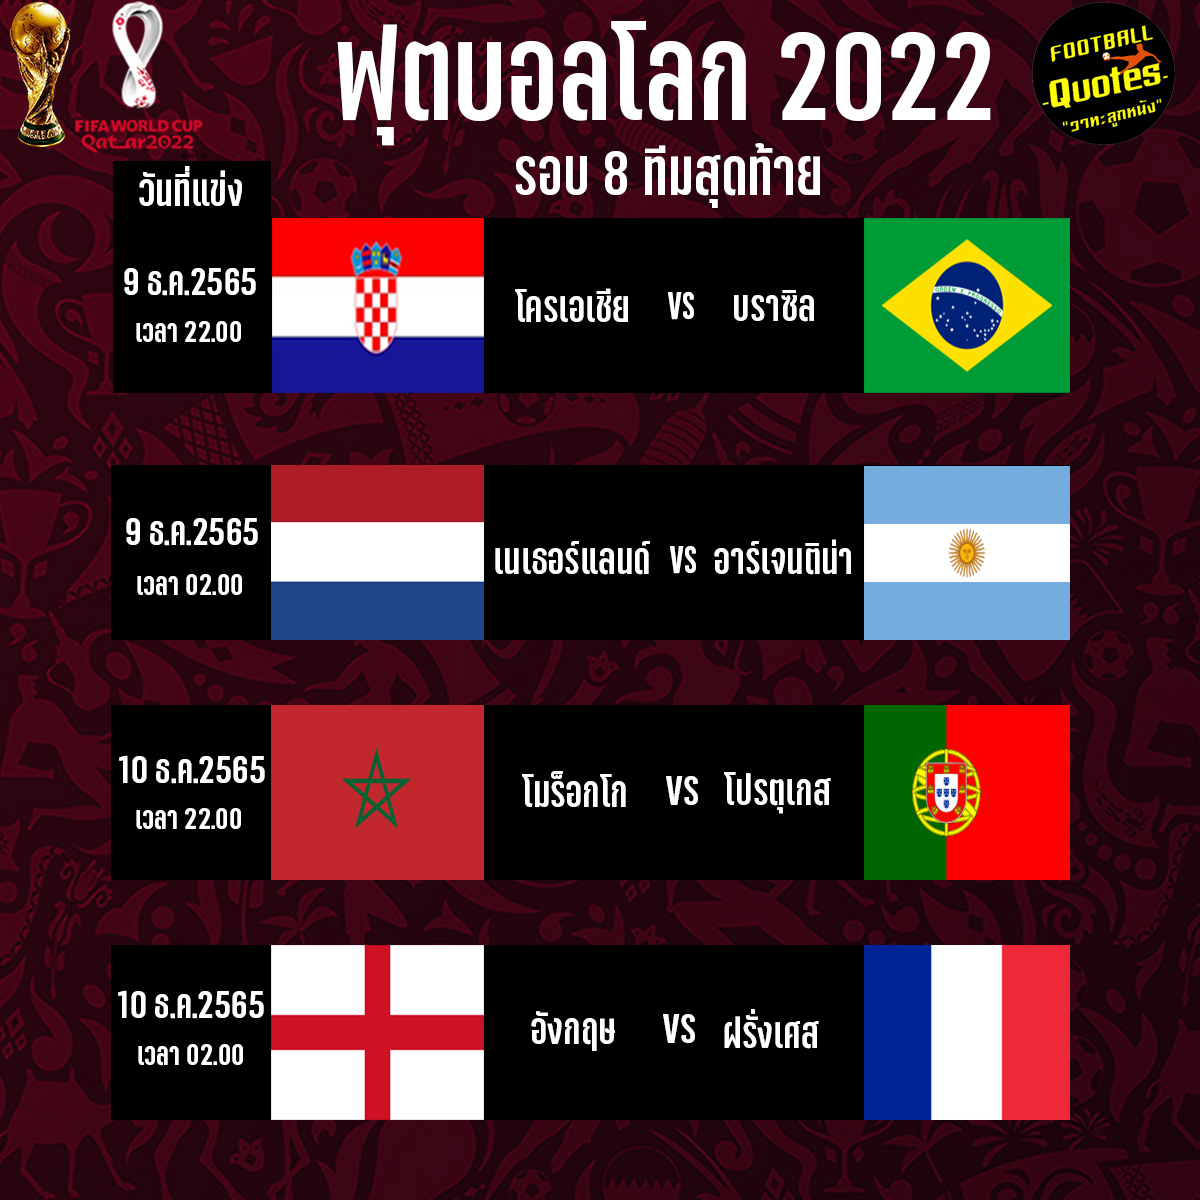 ฟุตบอลโลก 2022
รอบ 8 ทีมสุดท้าย
FIFA WORLD CUP
Qatar2022
FOOTBALL
-Quotes-
"วาทะลูกหนัง"
วันที่แข่ง
9 ธ.ค.2565
เวลา 22.00
โครเอเชีย VS บราซิล
9 ธ.ค.2565
เวลา 02.00
เนเธอร์แลนด์ VS อาร์เจนติน่า
10 ธ.ค.2565
เวลา 22.00
โมร็อกโก VS โปรตุเกส
10 ธ.ค.2565
เวลา 02.00
อังกฤษ VS ฝรั่งเศส